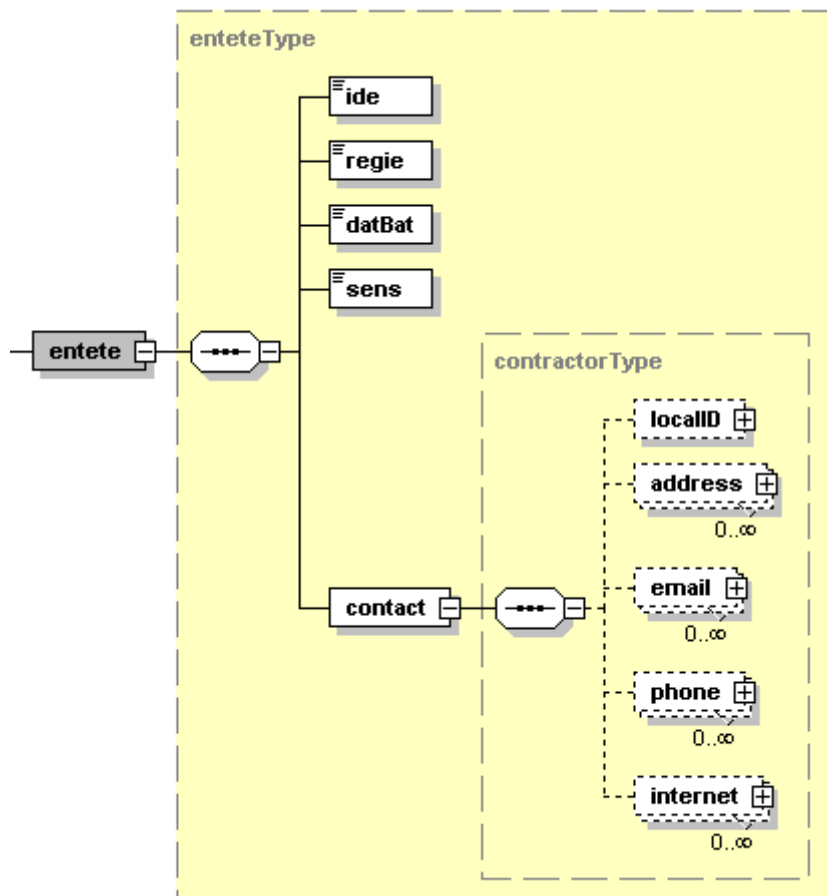 enteteType
ide
regie
datBat
sens
entete
contractorType
localID
address
0..∞
email
0..∞
contact
phone
0..∞
internet
0..∞